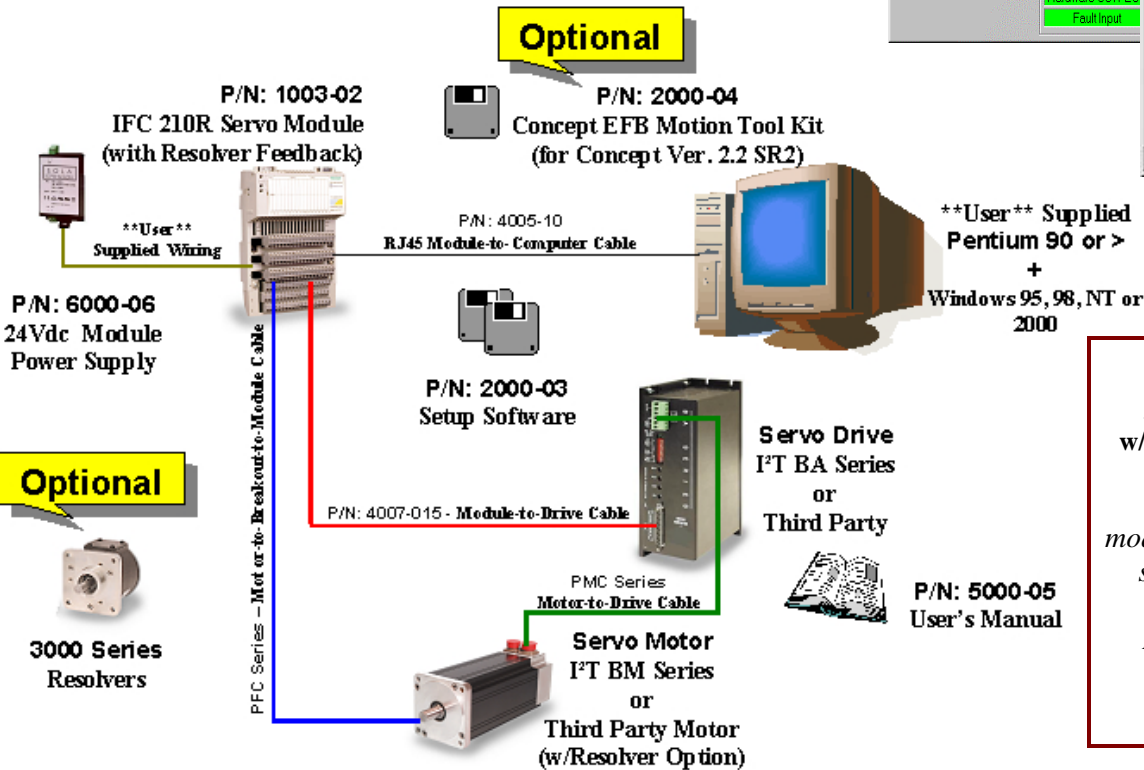 Fault Input
Optional
P/N: 1003-02
IFC 210R Servo Module
(with Resolver Feedback)
P/N: 2000-04
Concept EFB Motion Tool Kit
(for Concept Ver. 2.2 SR2)
SOLA
**User**
Supplied Wiring
P/N: 4005-10
RJ45 Module-to-Computer Cable
**User** Supplied
Pentium 90 or >
+
Windows 95, 98, NT or
2000
P/N: 6000-06
24Vdc Module
Power Supply
P/N: 2000-03
Setup Software
Servo Drive
I²T BA Series
or
Third Party
w/
Optional
P/N: 4007-015 - Module-to-Drive Cable
PFC Series – Motor-to-Breakout-to-Module Cable
3000 Series
Resolvers
PMC Series
Motor-to-Drive Cable
P/N: 5000-05
User's Manual
Servo Motor
I²T BM Series
or
Third Party Motor
(w/Resolver Option)